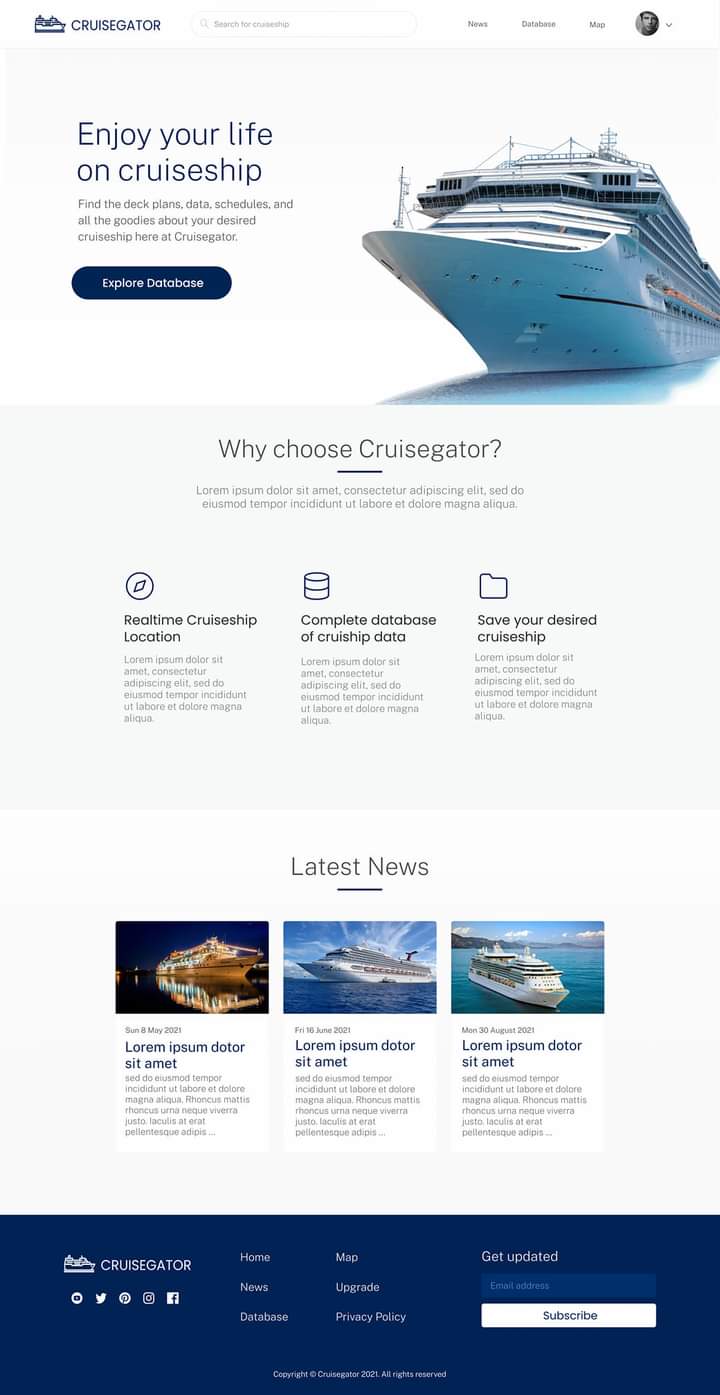 CRUISEGATOR
Search for cruiseship
News
Database
Map
Enjoy your life
on cruiseship
Find the deck plans, data, schedules, and
all the goodies about your desired
cruiseship here at Cruisegator.
Explore Database
Why choose Cruisegator?
Lorem ipsum dolor sit amet, consectetur adipiscing elit, sed do
eiusmod tempor incididunt ut labore et dolore magna aliqua.
Realtime Cruiseship
Location
Lorem ipsum dolor sit
amet, consectetur
adipiscing elit, sed do
eiusmod tempor incididunt
ut labore et dolore magna
aliqua.
Complete database
of cruiship data
Lorem ipsum dolor sit
amet, consectetur
adipiscing elit, sed do
eiusmod tempor incididunt
ut labore et dolore magna
aliqua.
Save your desired
cruiseship
Lorem ipsum dolor sit
amet, consectetur
adipiscing elit, sed do
eiusmod tempor incididunt
ut labore et dolore magna
aliqua.
Latest News
Sun 8 May 2021
Lorem ipsum dotor
sit amet
sed do eiusmod tempor
incididunt ut labore et dolore
magna aliqua. Rhoncus mattis
rhoncus urna neque viverra
justo. Iaculis at erat
pellentesque adipis ...
Fri 16 June 2021
Lorem ipsum dotor
sit amet
sed do eiusmod tempor
incididunt ut labore et dolore
magna aliqua. Rhoncus mattis
rhoncus urna neque viverra
justo. Iaculis at erat
pellentesque adipis ...
Mon 30 August 2021
Lorem ipsum dotor
sit amet
sed do eiusmod tempor
incididunt ut labore et dolore
magna aliqua. Rhoncus mattis
rhoncus urna neque viverra
justo. Iaculis at erat
pellentesque adipis ...
CRUISEGATOR
Home
News
Database
Map
Upgrade
Privacy Policy
Get updated
Email address
Subscribe
Copyright © Cruisegator 2021. All rights reserved